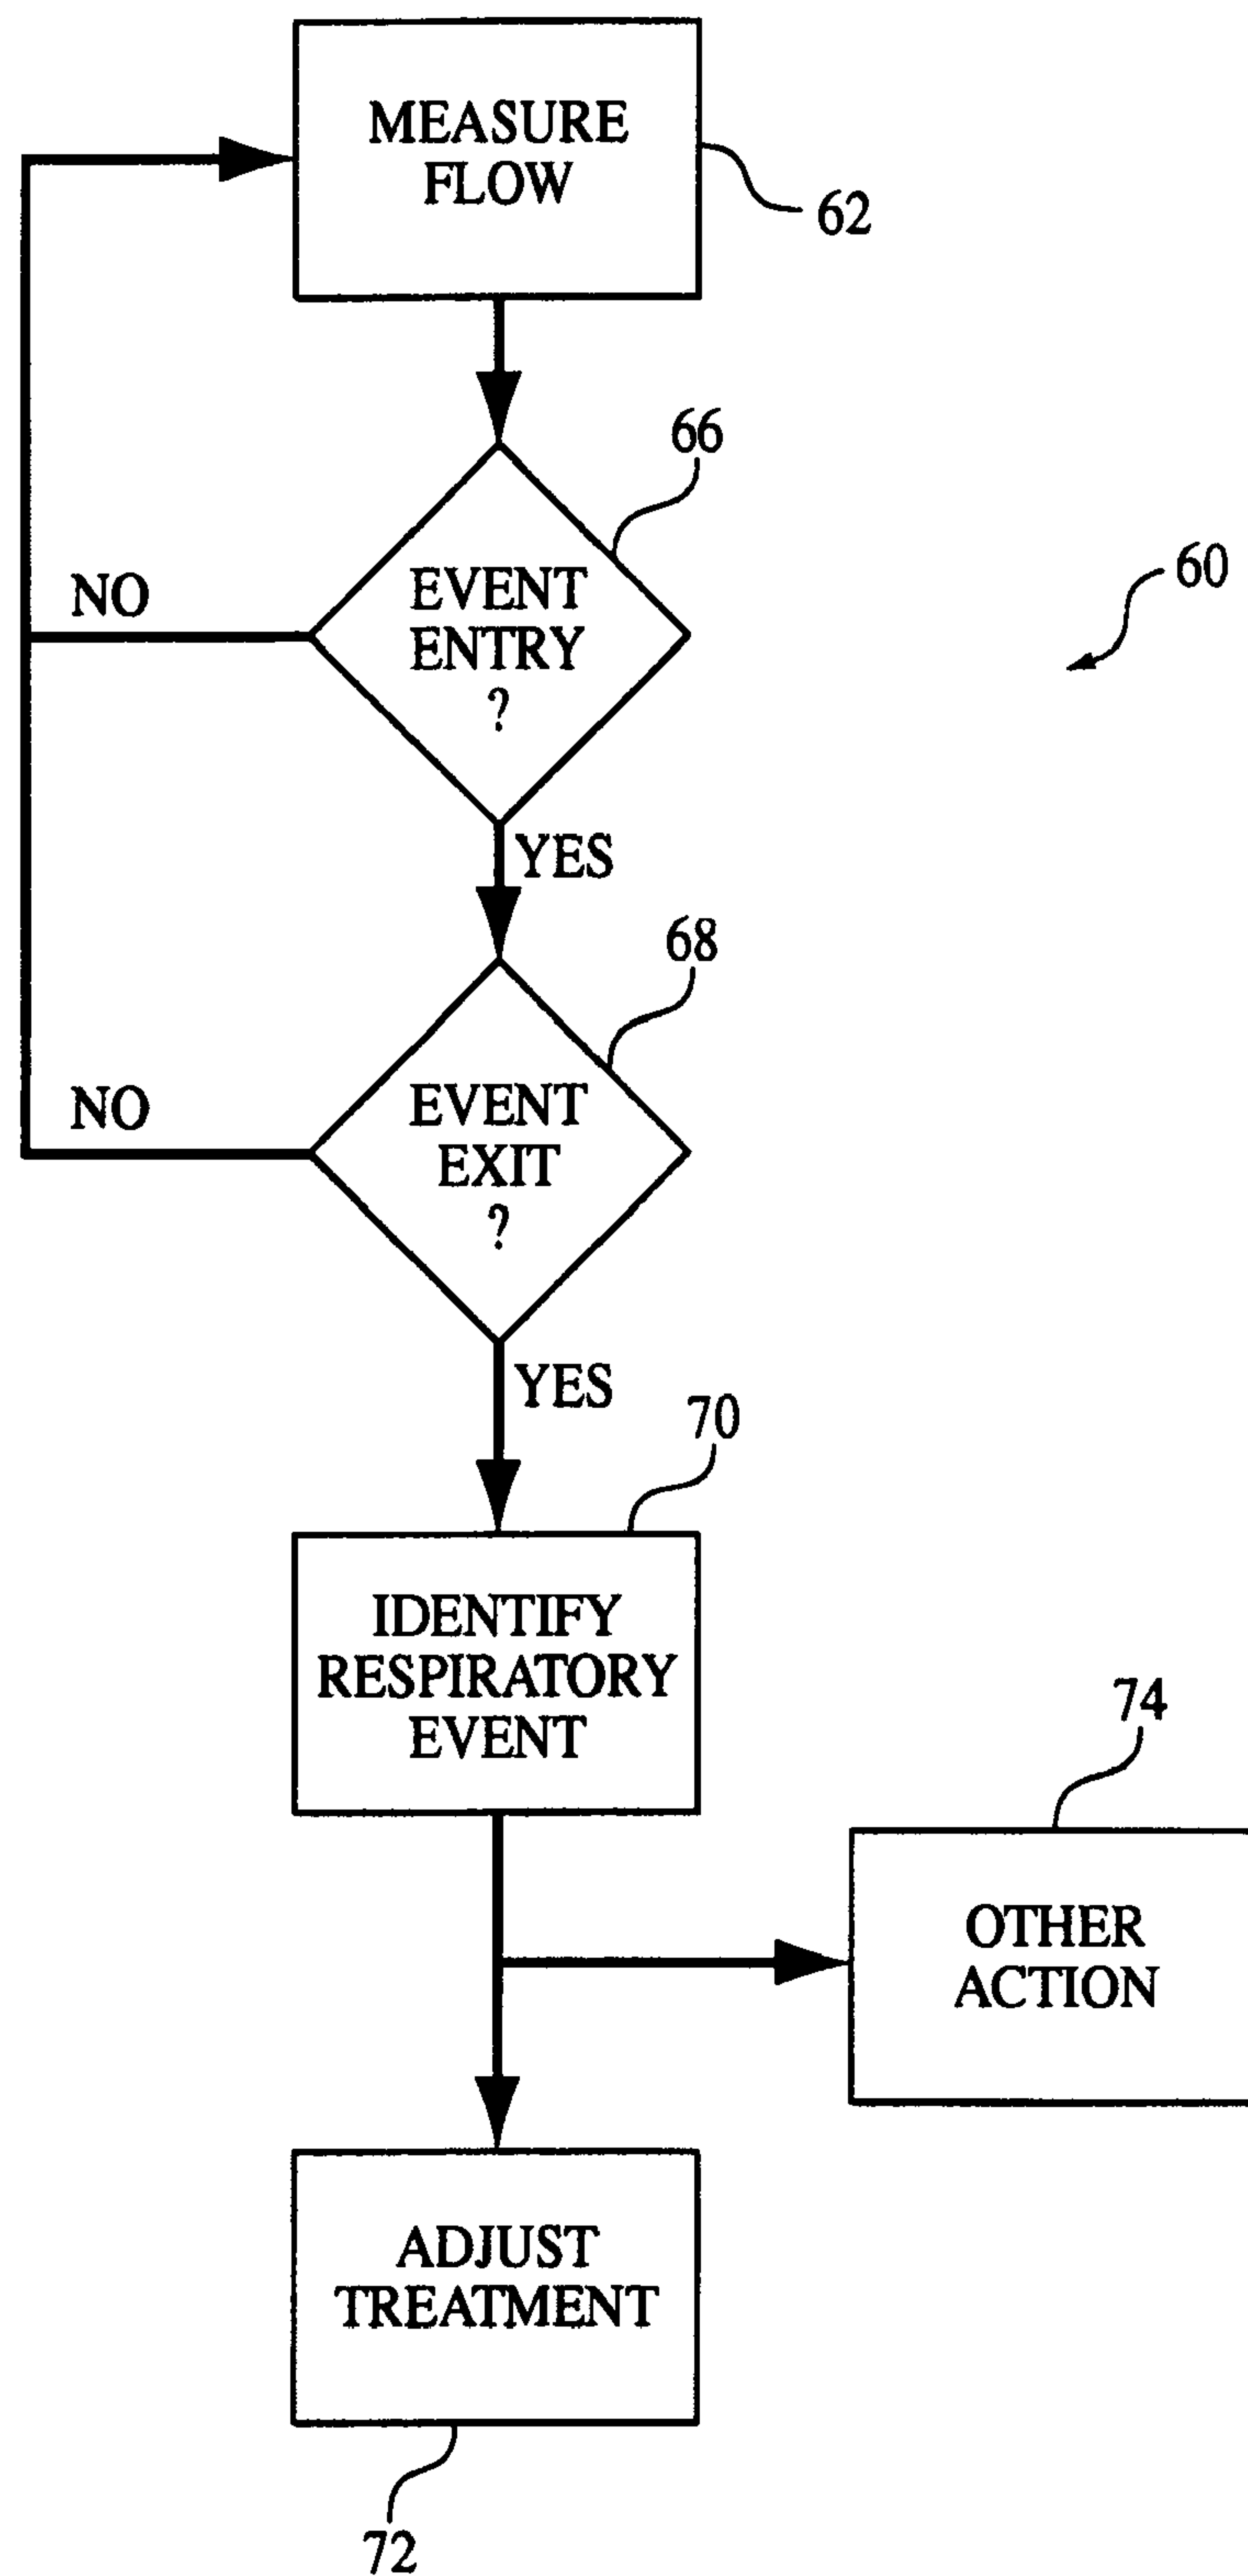 MEASURE
FLOW
62
66
EVENT
ENTRY
?
NO
60
YES
68
EVENT
EXIT
?
NO
YES
70
IDENTIFY
RESPIRATORY
EVENT
74
OTHER
ACTION
ADJUST
TREATMENT
72